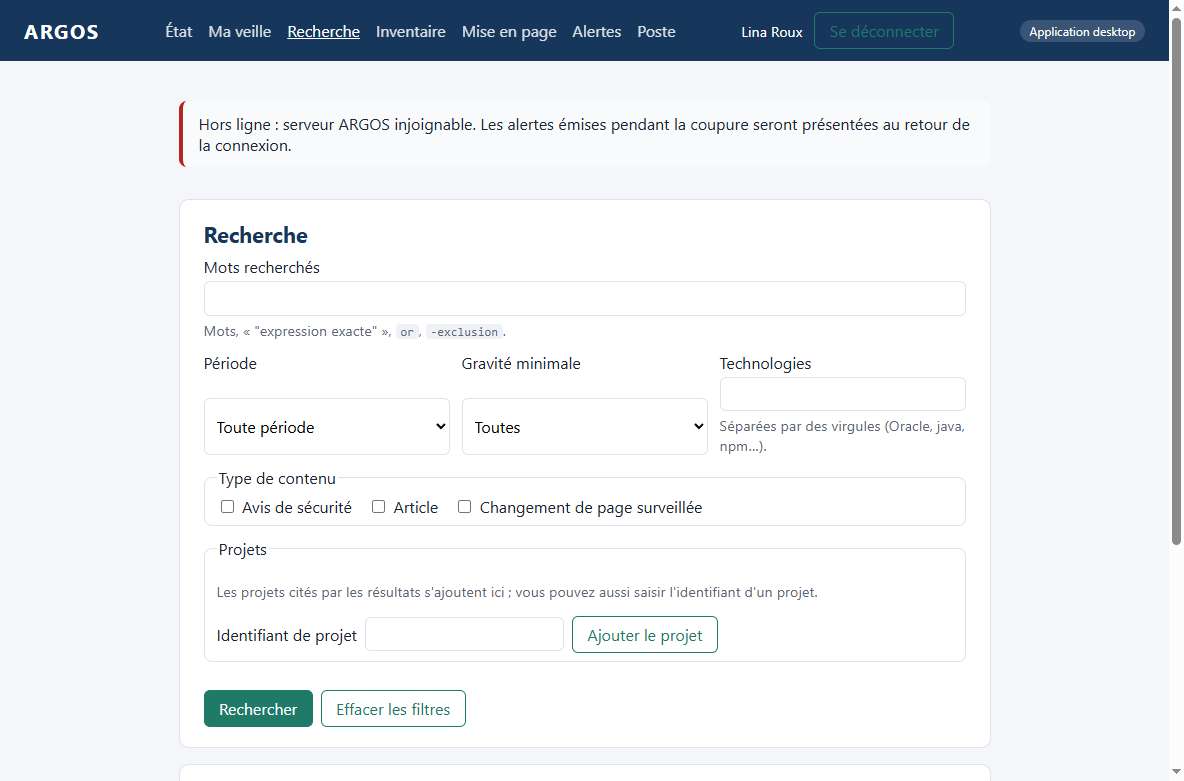 ARGOS État Ma veille Recherche Inventaire Mise en page Alertes Poste Lina Roux Se déconnecter Application desktop
Hors ligne : serveur ARGOS injoignable. Les alertes émises pendant la coupure seront présentées au retour de
la connexion.
Recherche
Mots recherchés
Mots, « "expression exacte" », or, -exclusion.
Période Gravité minimale Technologies
Toute période Toutes
Séparées par des virgules (Oracle, java,
npm…).
Type de contenu
Avis de sécurité Article Changement de page surveillée
Projets
Les projets cités par les résultats s'ajoutent ici ; vous pouvez aussi saisir l'identifiant d'un projet.
Identifiant de projet Ajouter le projet
Rechercher Effacer les filtres